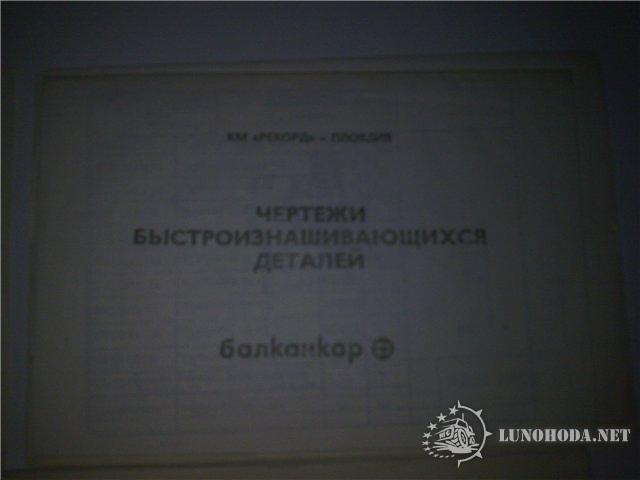 КМ «РЕКОРД» – ПЛОВДИВ
ЧЕРТЕЖИ
БЫСТРОИЗНАШИВАЮЩИХСЯ
ДЕТАЛЕЙ
балканкар
LUNOHODA.NET